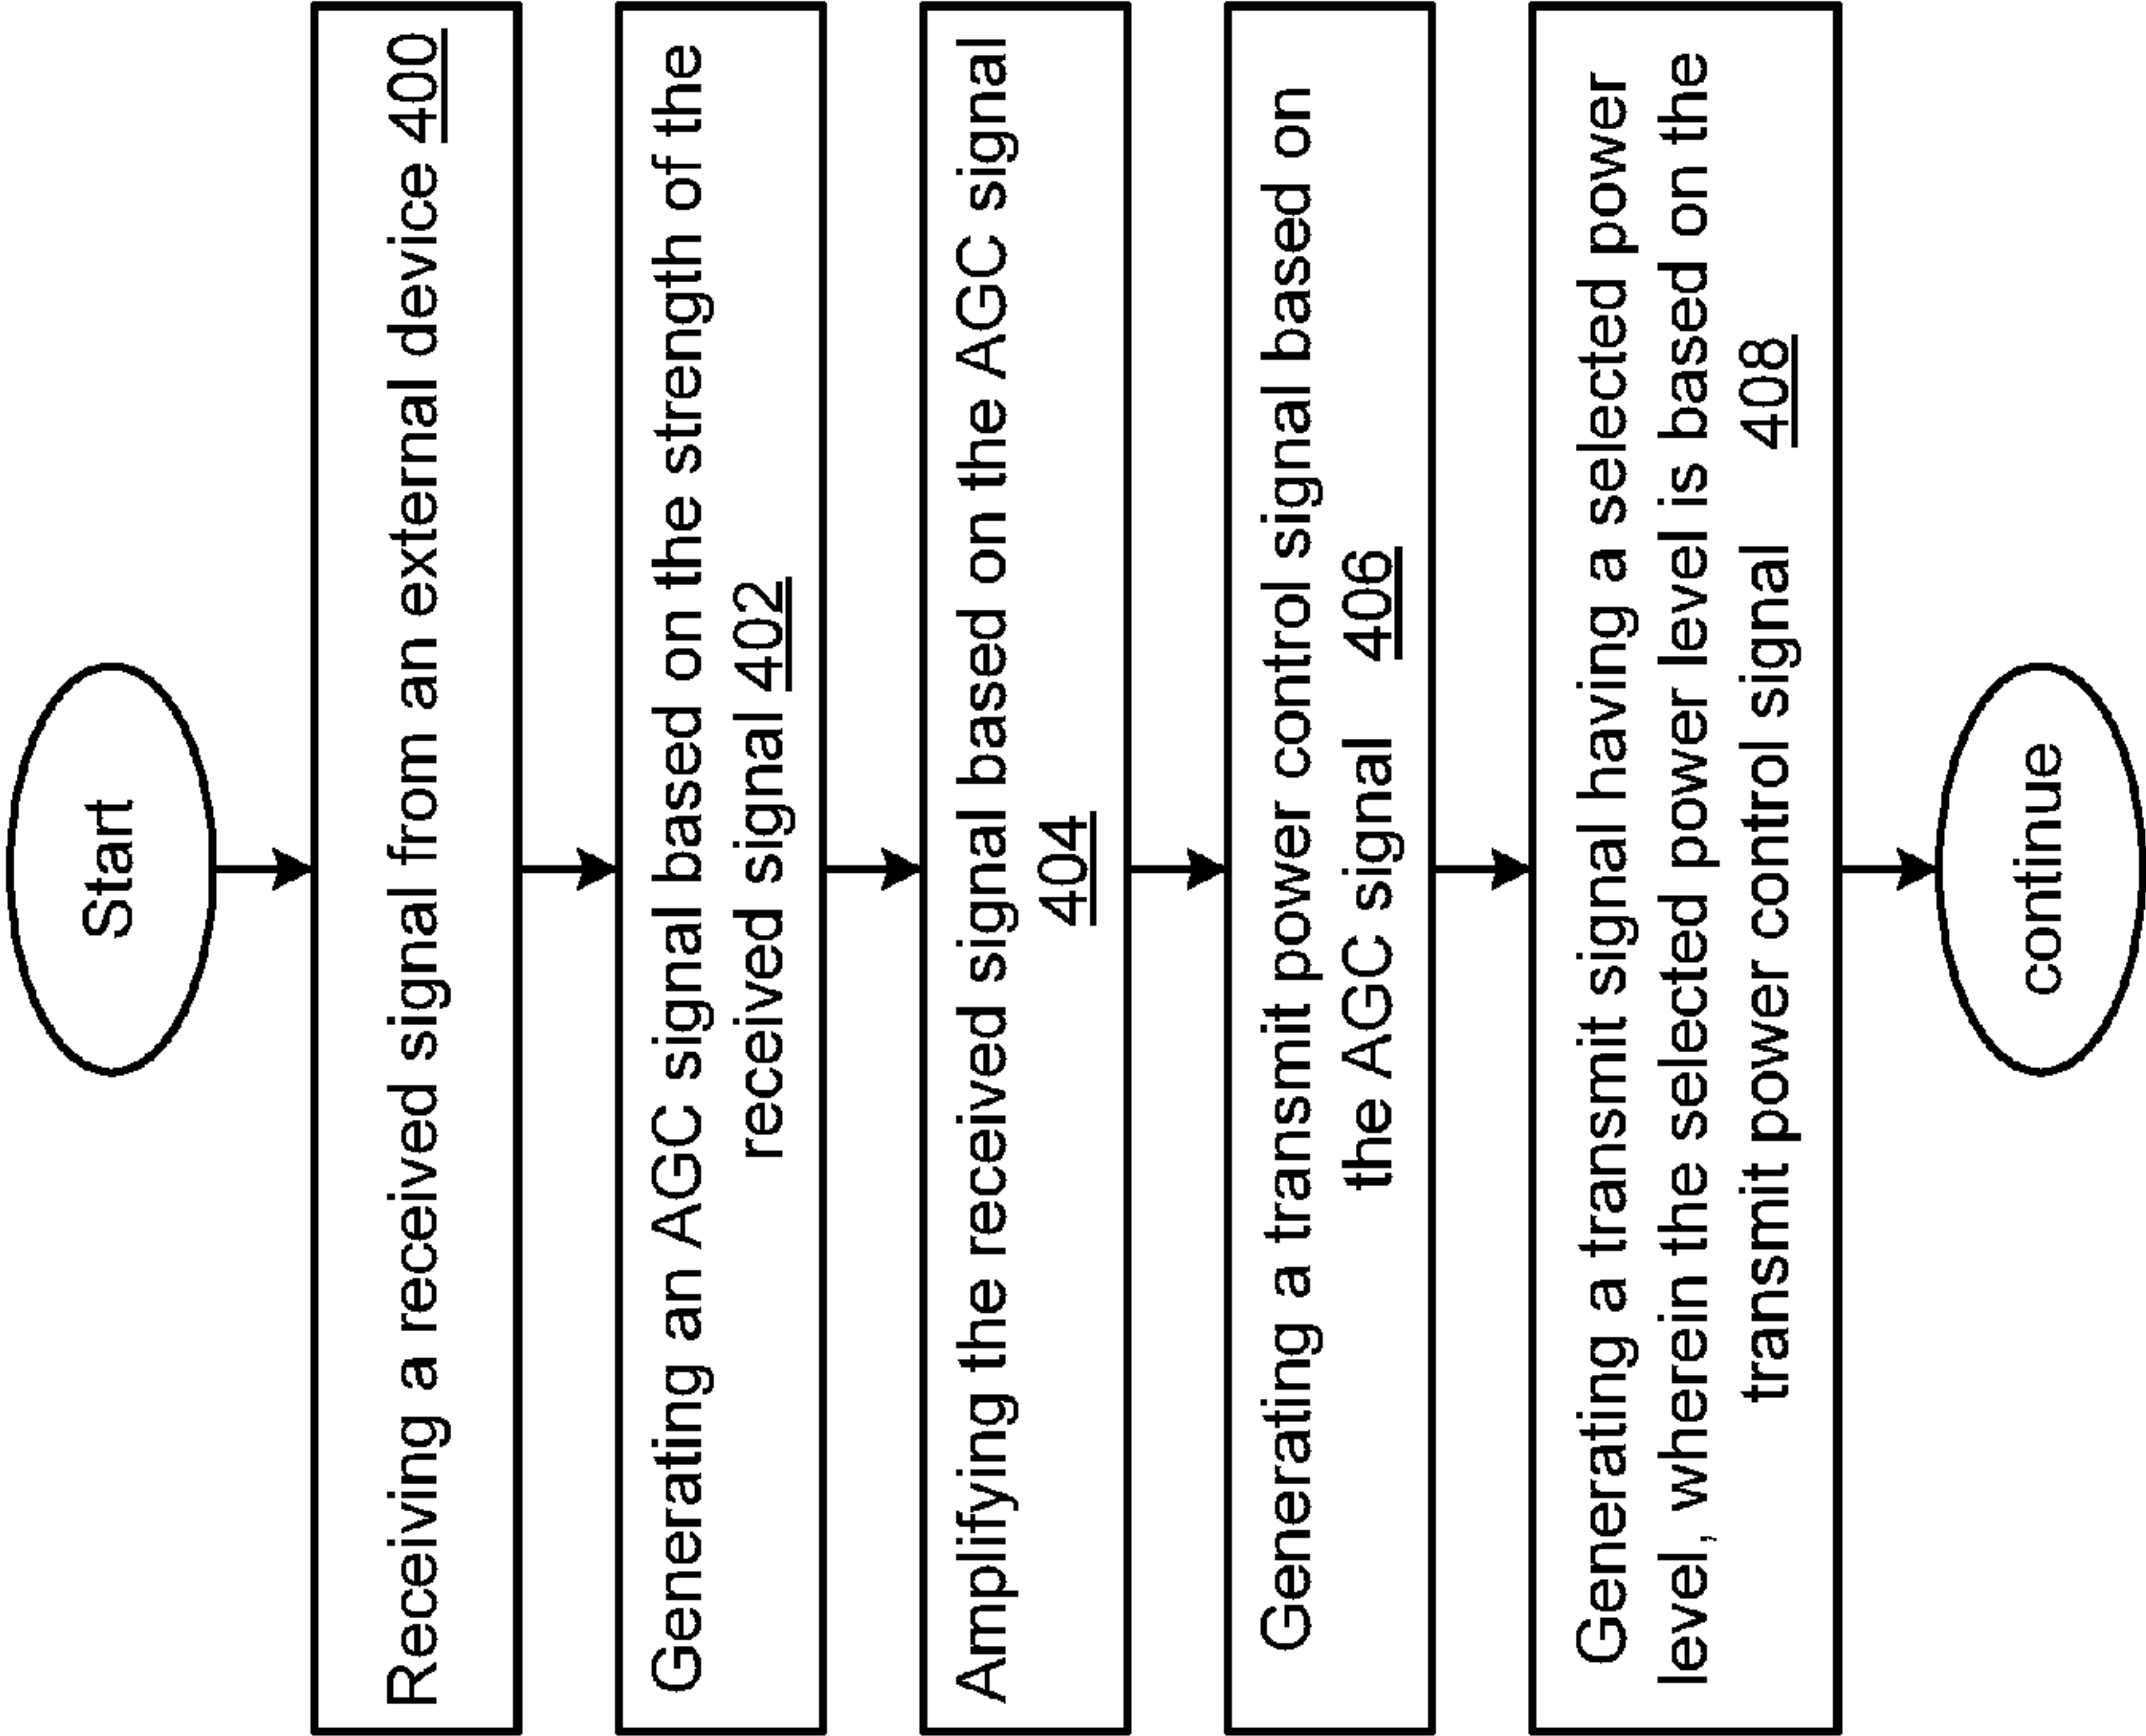 Start
Receiving a received signal from an external device 400
Generating an AGC signal based on the strength of the
received signal 402
Amplifying the received signal based on the AGC signal
404
Generating a transmit power control signal based on
the AGC signal 406
Generating a transmit signal having a selected power
level, wherein the selected power level is based on the
transmit power control signal 408
continue